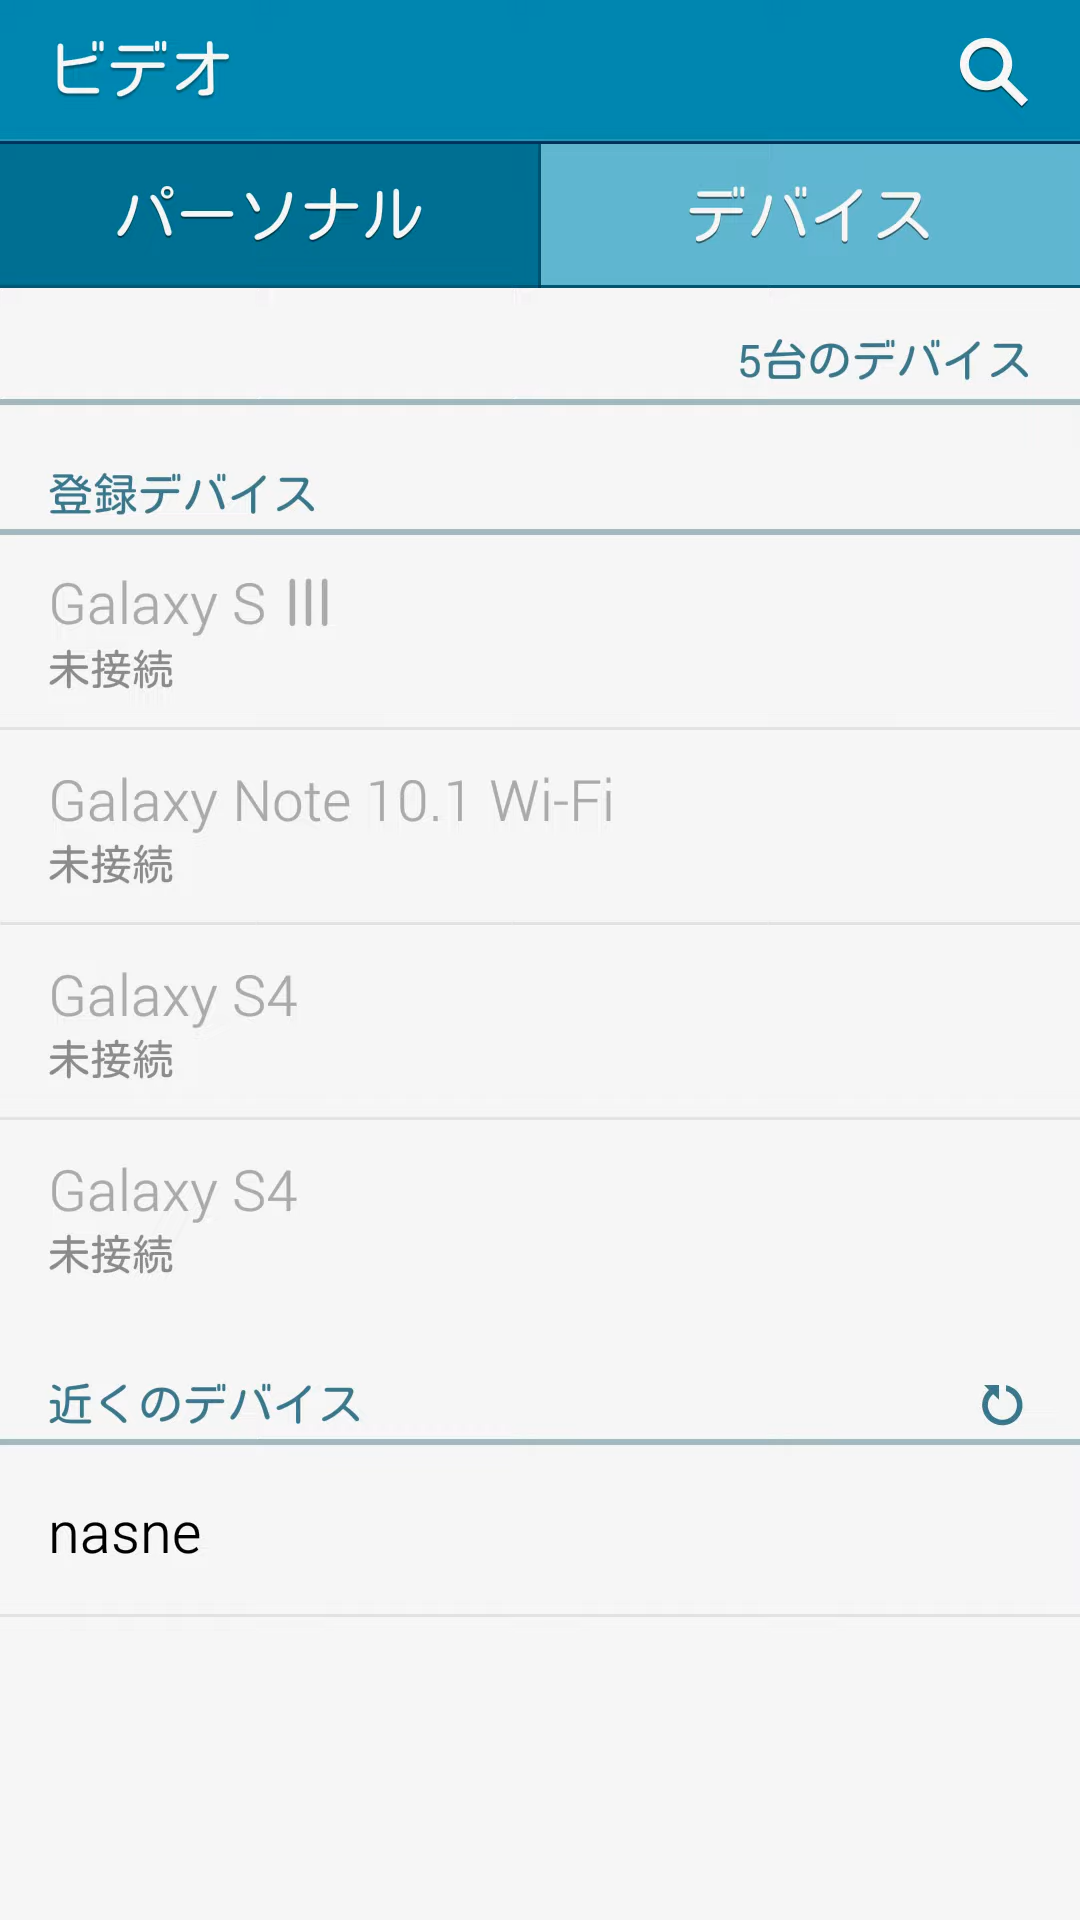 ビデオ
パーソナル
デバイス
5台のデバイス
登録デバイス
Galaxy S III
未接続
Galaxy Note 10.1 Wi-Fi
未接続
Galaxy S4
未接続
Galaxy S4
未接続
近くのデバイス
nasne